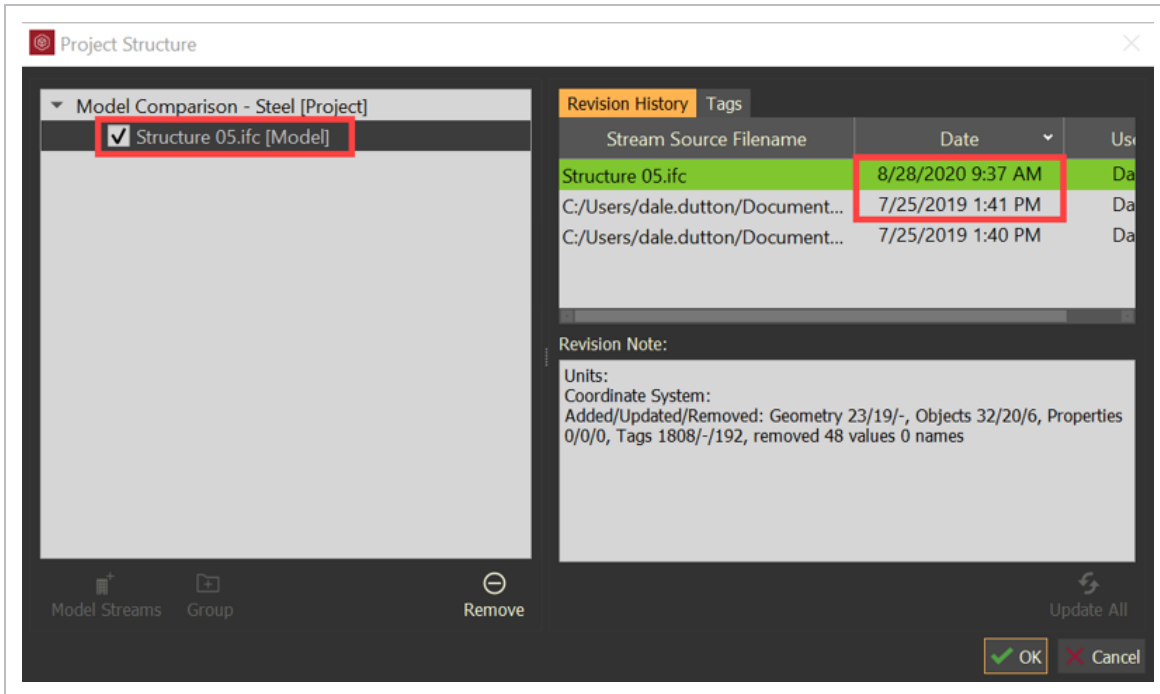 Project Structure
Model Comparison - Steel [Project]
Structure 05.ifc [Model]
Revision History Tags
Stream Source Filename Date
Structure 05.ifc 8/28/2020 9:37 AM Da
C:/Users/dale.dutton/Document... 7/25/2019 1:41 PM Da
C:/Users/dale.dutton/Document... 7/25/2019 1:40 PM Da
Revision Note:
Units:
Coordinate System:
Added/Updated/Removed: Geometry 23/19/-, Objects 32/20/6, Properties
0/0/0, Tags 1808/-/192, removed 48 values 0 names
Model Streams Group Remove
Update All
OK Cancel